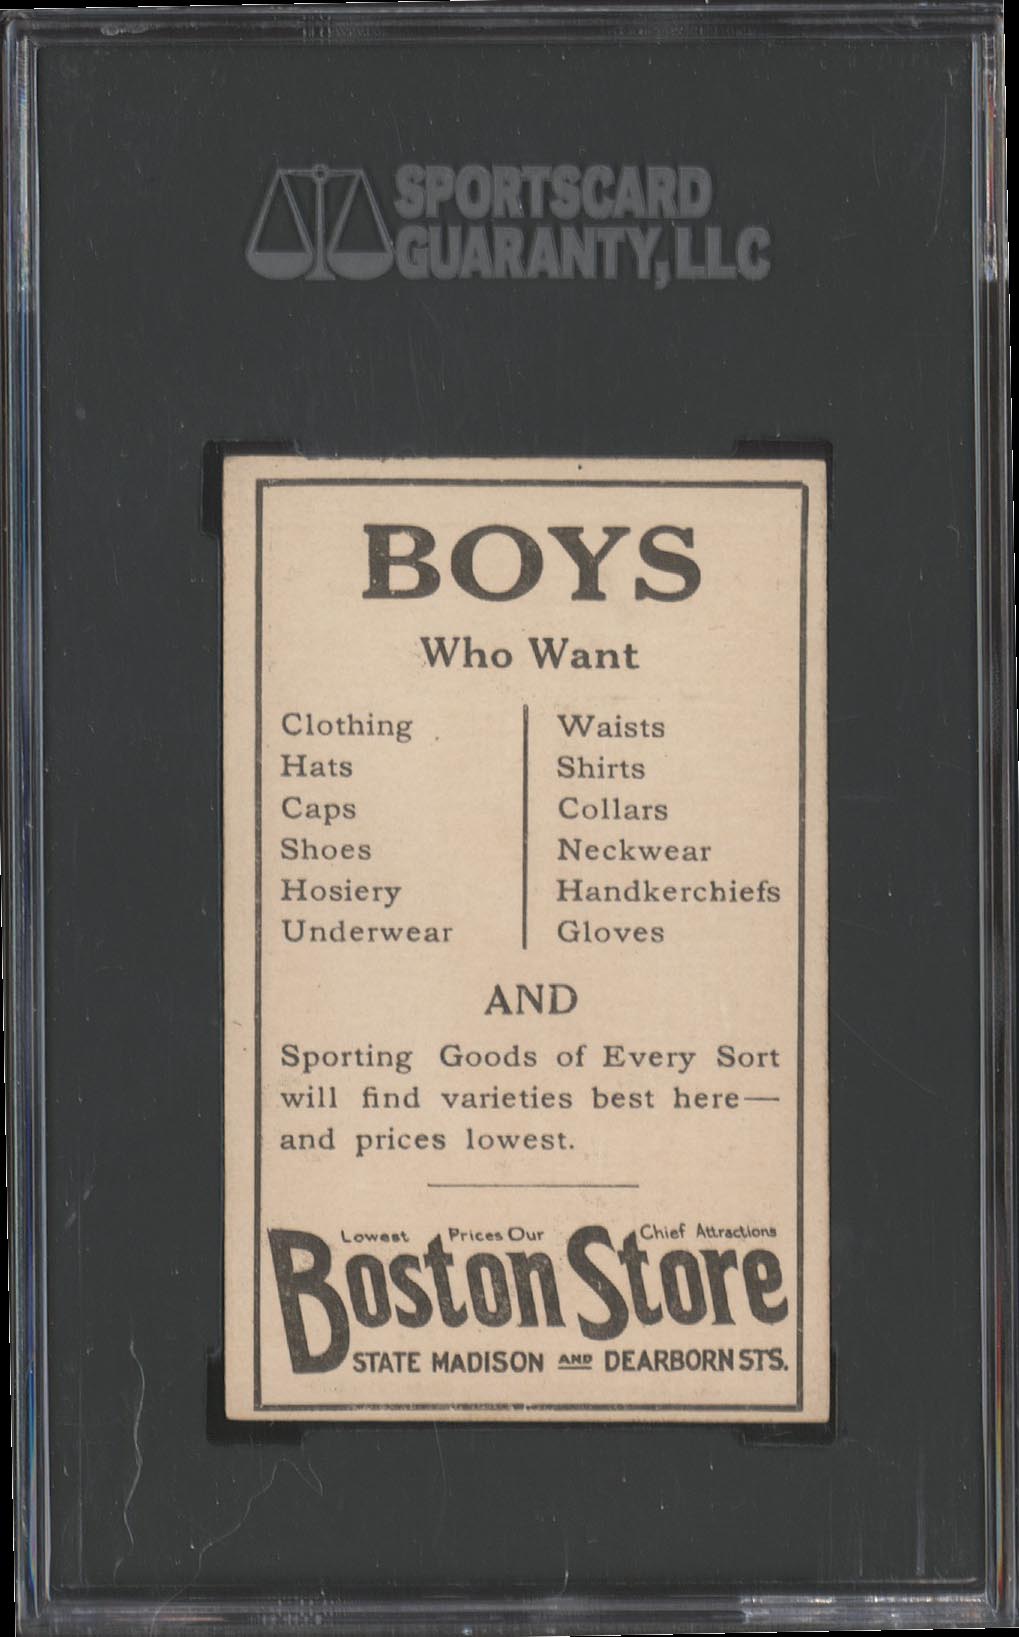 SPORTSCARD
GUARANTY, LLC
BOYS
Who Want
Clothing
Hats
Caps
Shoes
Hosiery
Underwear
Waists
Shirts
Collars
Neckwear
Handkerchiefs
Gloves
AND
Sporting Goods of Every Sort
will find varieties best here—
and prices lowest.
Lowest Prices Our Chief Attractions
Boston Store
STATE MADISON AND DEARBORN STS.